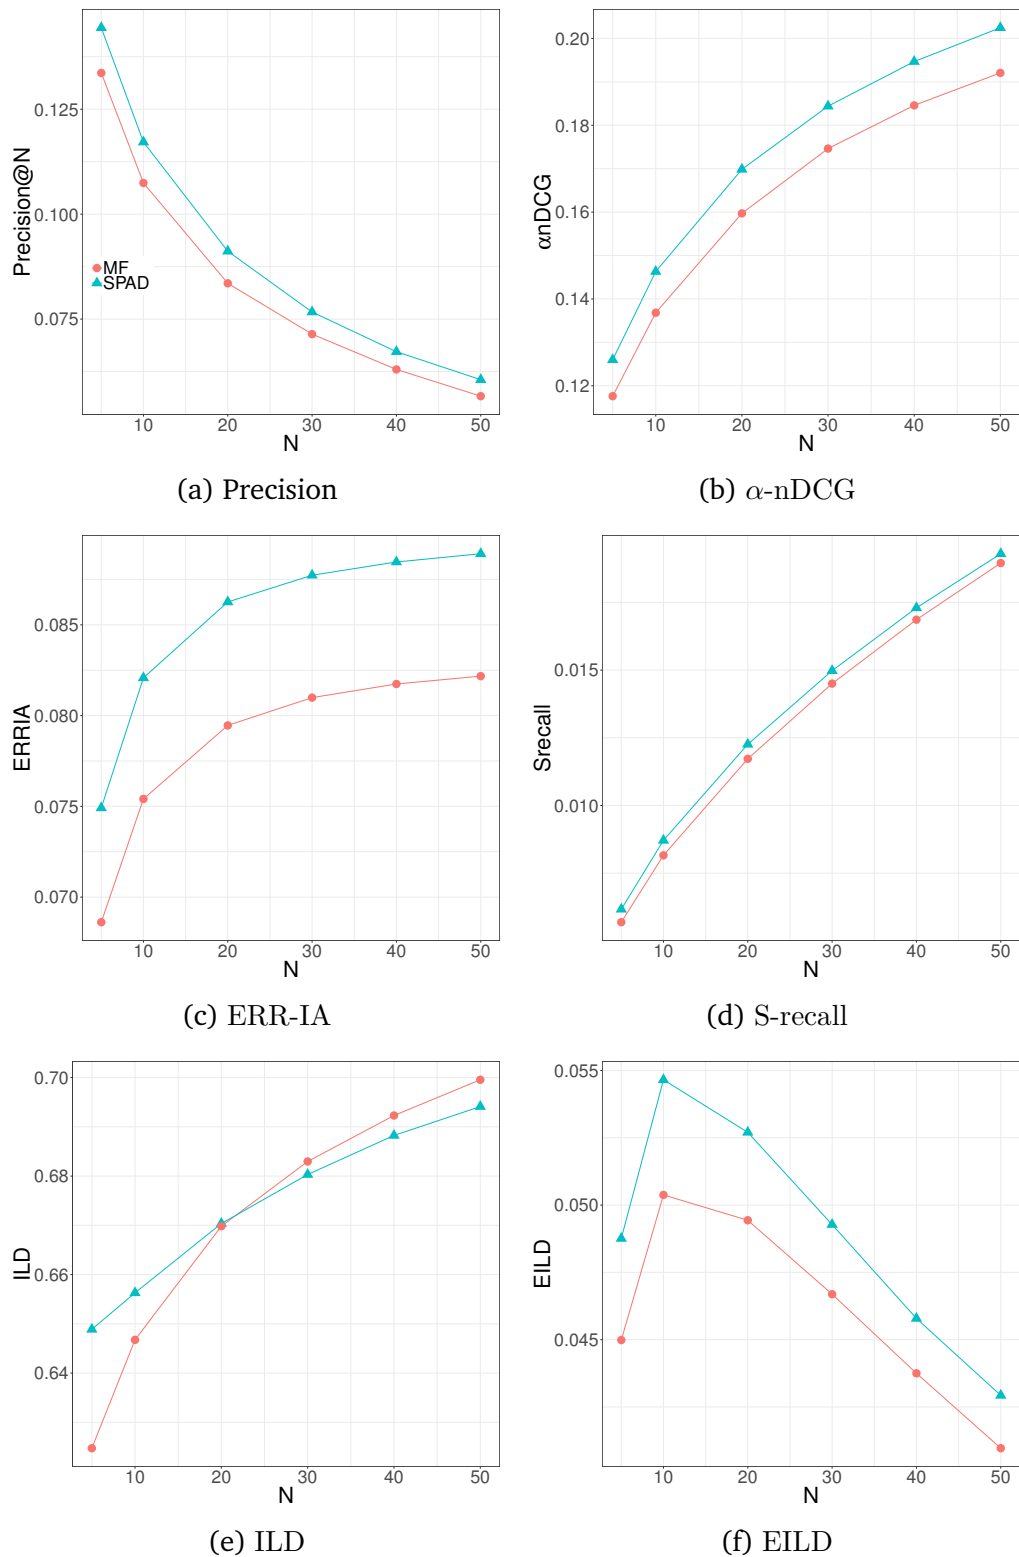 0.125
0.100
0.075
Precision@N
MF
SPAD
10 20 30 40 50
N
(a) Precision
0.20
0.18
0.16
0.14
0.12
αnDCG
10 20 30 40 50
N
(b) α-nDCG
0.085
0.080
0.075
0.070
ERRIA
10 20 30 40 50
N
(c) ERR-IA
0.015
0.010
Srecall
10 20 30 40 50
N
(d) S-recall
0.70
0.68
0.66
0.64
ILD
10 20 30 40 50
N
(e) ILD
0.055
0.050
0.045
EILD
10 20 30 40 50
N
(f) EILD